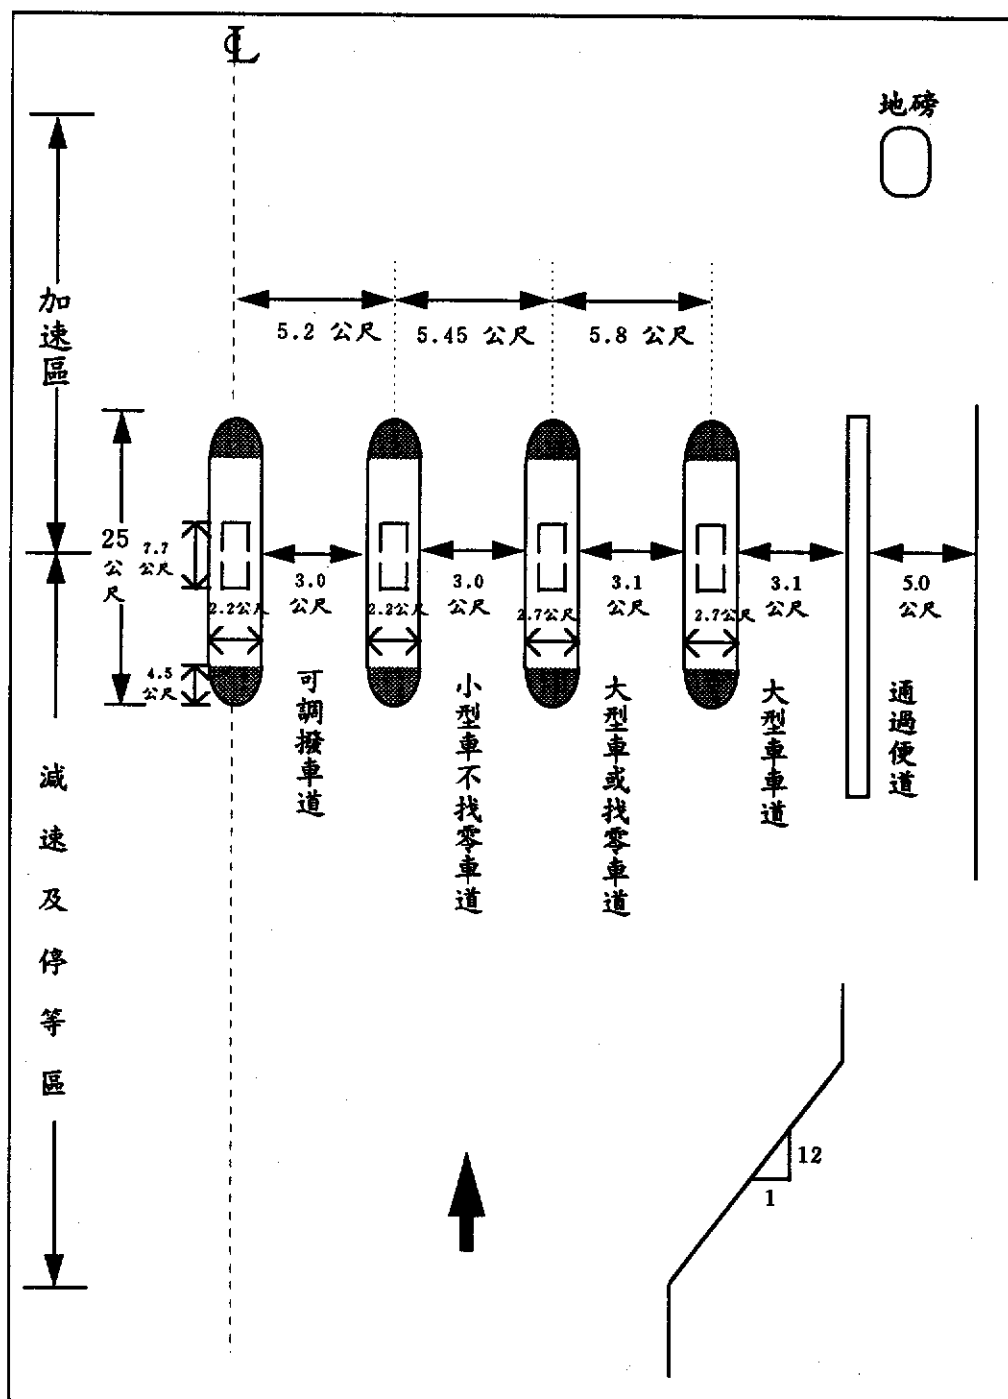 ℄
地磅
加速區
5.2 公尺
5.45 公尺
5.8 公尺
25公尺
7.7
公尺
3.0
公尺
3.0
公尺
3.1
公尺
3.1
公尺
5.0
公尺
2.2公尺
2.2公尺
2.7公尺
2.7公尺
4.5
公尺
可調撥車道
小型車不找零車道
大型車或找零車道
大型車車道
通過便道
減速及停等區
12
1